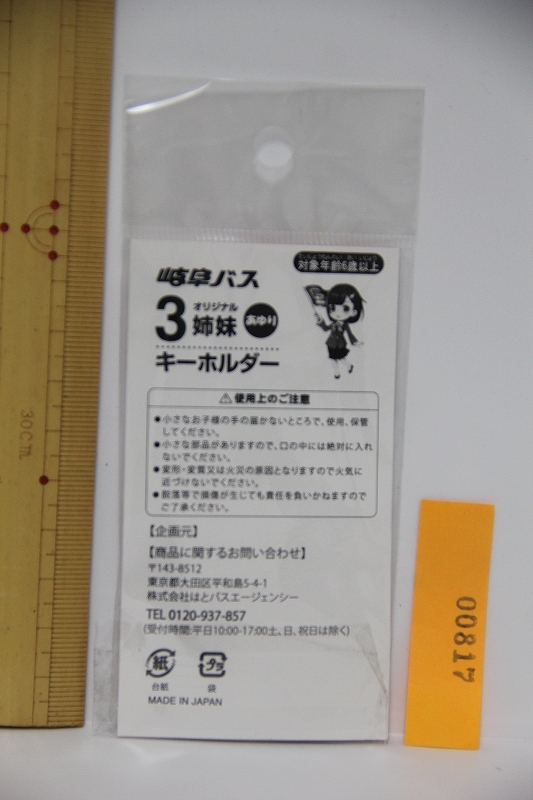 岐阜バス
対象年齢6歳以上
オリジナル
3姉妹 あゆり
キーホルダー
⚠使用上のご注意
●小さなお子様の手の届かないところで、使用、保管
してください。
●小さな部品がありますので、口の中には絶対に入れ
ないでください。
●変形・変質又は火災の原因となりますので火気に
近づけないでください。
●脱落等で損傷が生じても責任を負いかねますので
ご了承ください。
【企画元】
【商品に関するお問い合わせ】
〒143-8512
東京都大田区平和島5-4-1
株式会社はとバスエージェンシー
TEL 0120-937-857
(受付時間:平日10:00-17:00土、日、祝日は除く)
紙
台紙
プラ
袋
MADE IN JAPAN
30cm
00817